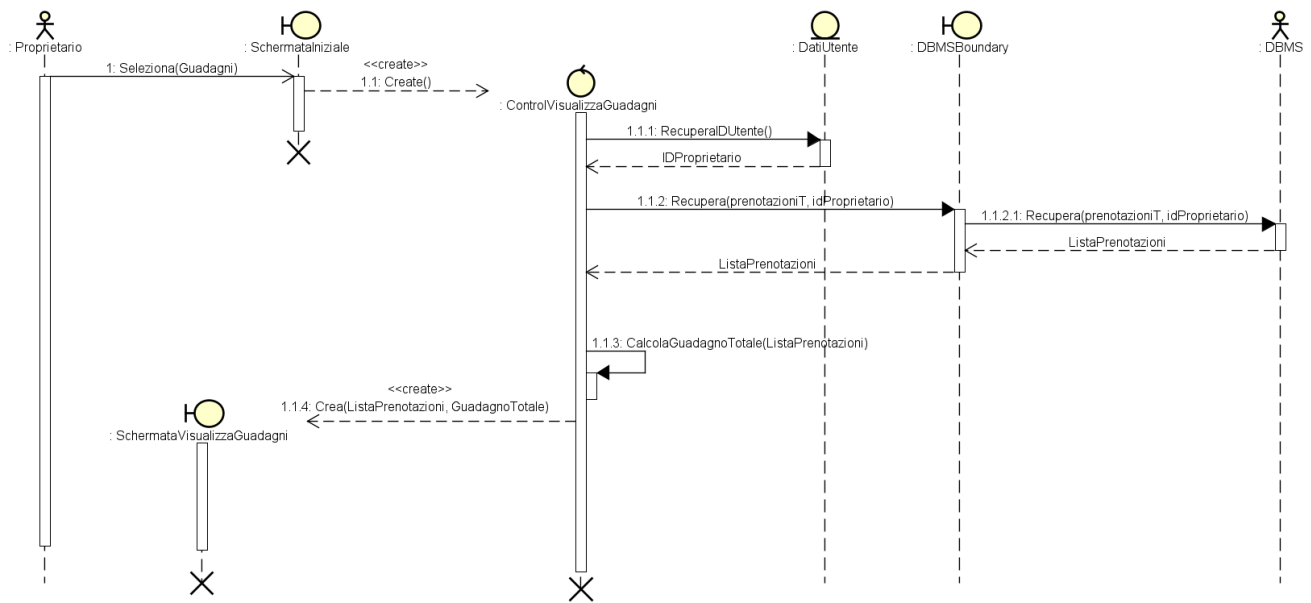 : Proprietario
: SchermataIniziale
: DatiUtente
: DBMSBoundary
: DBMS
1: Seleziona(Guadagni)
<<create>>
1.1: Create()
: ControlVisualizzaGuadagni
1.1.1: RecuperaIDUtente()
IDProprietario
1.1.2: Recupera(prenotazioniT, idProprietario)
1.1.2.1: Recupera(prenotazioniT, idProprietario)
ListaPrenotazioni
ListaPrenotazioni
1.1.3: CalcolaGuadagnoTotale(ListaPrenotazioni)
<<create>>
1.1.4: Crea(ListaPrenotazioni, GuadagnoTotale)
: SchermataVisualizzaGuadagni